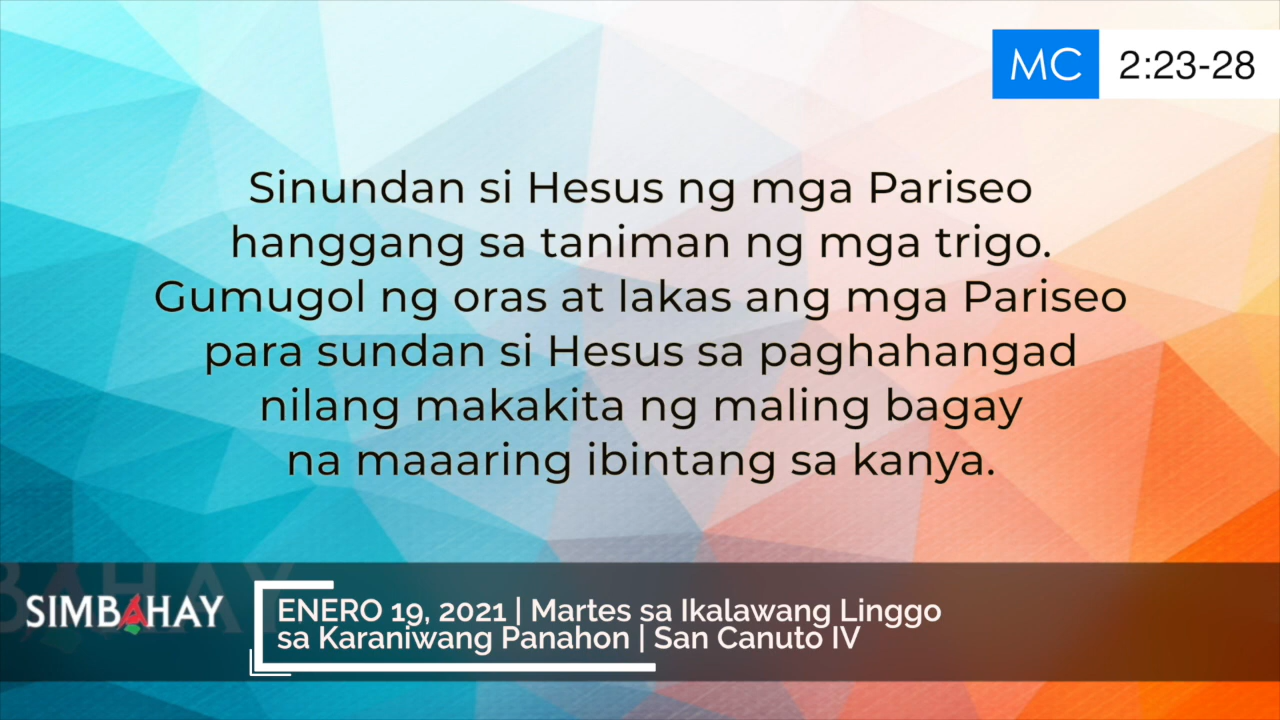 MC 2:23-28
Sinundan si Hesus ng mga Pariseo
hanggang sa taniman ng mga trigo.
Gumugol ng oras at lakas ang mga Pariseo
para sundan si Hesus sa paghahangad
nilang makakita ng maling bagay
na maaaring ibintang sa kanya.
SIMBAHAY
ENERO 19, 2021 | Martes sa Ikalawang Linggo
sa Karaniwang Panahon | San Canuto IV